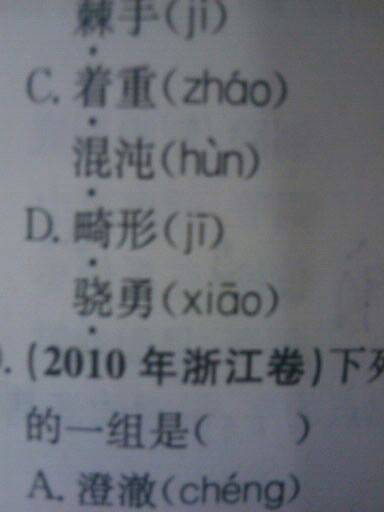 棘手(jí)
C. 着重(zháo)
混沌(hùn)
D. 畸形(jī)
骁勇(xiāo)
. (2010 年浙江卷)下列
的一组是(　　)
A. 澄澈(chéng)